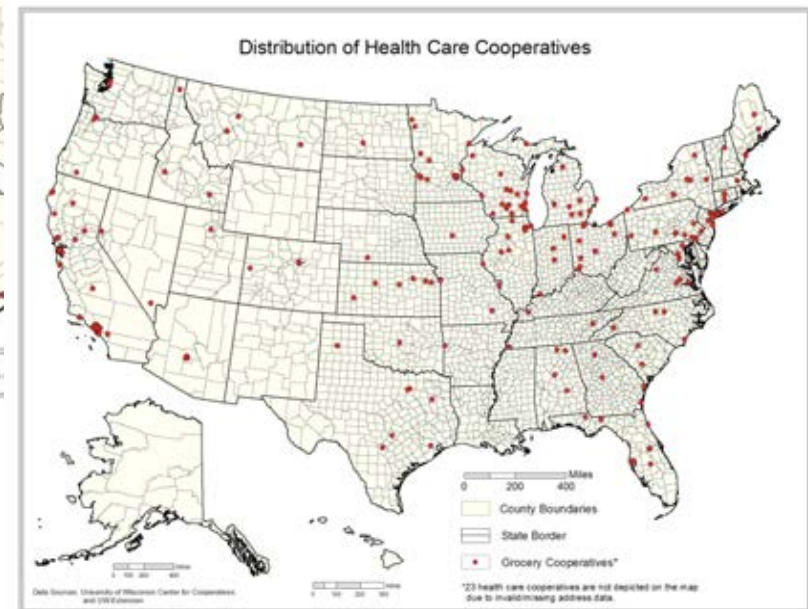 Distribution of Health Care Cooperatives
Miles
0 200 400
County Boundaries
State Border
Grocery Cooperatives*
*23 health care cooperatives are not depicted on the map
due to invalid/missing address data.
Data Sources: University of Wisconsin Center for Cooperatives
and UW-Extension